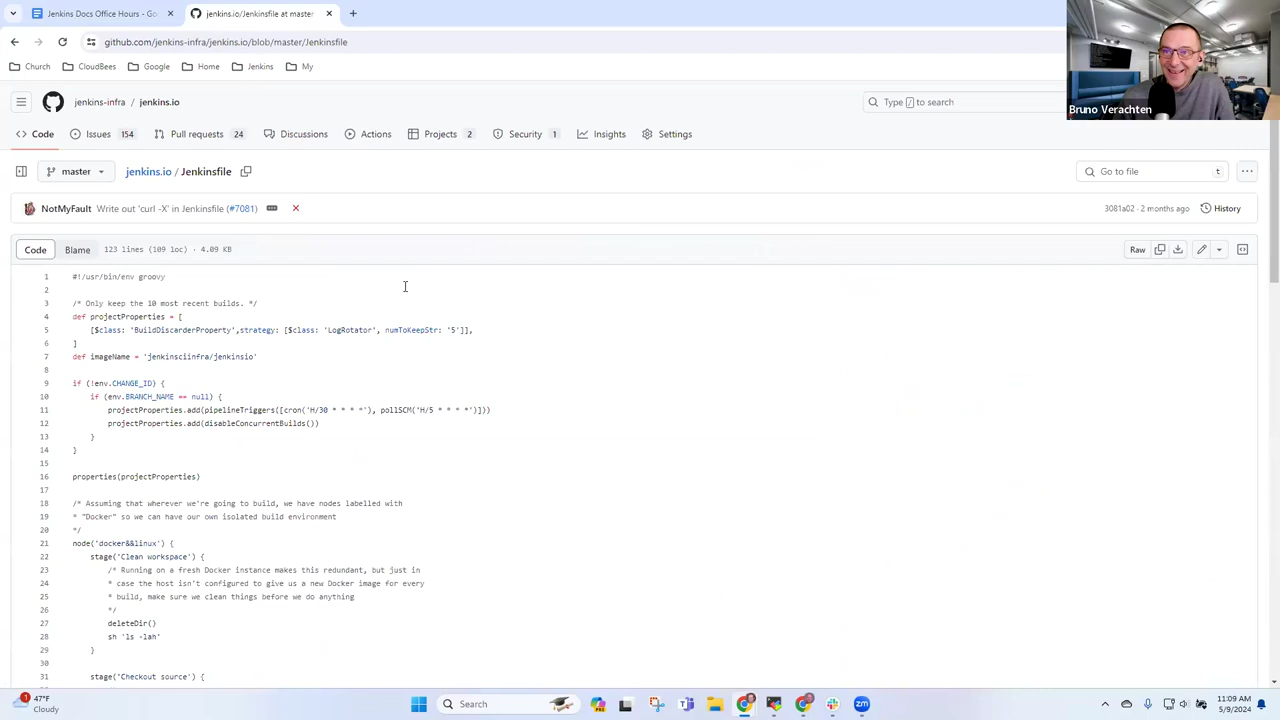 Jenkins Docs Office Hours - Goo
jenkins.io/Jenkinsfile at master
github.com/jenkins-infra/jenkins.io/blob/master/Jenkinsfile
Church
CloudBees
Google
Home
Jenkins
My
Bruno Verachten
jenkins-infra / jenkins.io
Type / to search
Code
Issues 154
Pull requests 24
Discussions
Actions
Projects 2
Security 1
Insights
Settings
master
jenkins.io / Jenkinsfile
Go to file t
NotMyFault Write out 'curl -X' in Jenkinsfile (#7081)
3081a02 · 2 months ago
History
Code
Blame
123 lines (109 loc) · 4.09 KB
Raw
1 #!/usr/bin/env groovy
2
3 /* Only keep the 10 most recent builds. */
4 def projectProperties = [
5 [$class: 'BuildDiscarderProperty',strategy: [$class: 'LogRotator', numToKeepStr: '5']],
6 ]
7 def imageName = 'jenkinsciinfra/jenkinsio'
8
9 if (!env.CHANGE_ID) {
10 if (env.BRANCH_NAME == null) {
11 projectProperties.add(pipelineTriggers([cron('H/30 * * * *'), pollSCM('H/5 * * * *')]))
12 projectProperties.add(disableConcurrentBuilds())
13 }
14 }
15
16 properties(projectProperties)
17
18 /* Assuming that wherever we're going to build, we have nodes labelled with
19 * "Docker" so we can have our own isolated build environment
20 */
21 node('docker&&linux') {
22 stage('Clean workspace') {
23 /* Running on a fresh Docker instance makes this redundant, but just in
24 * case the host isn't configured to give us a new Docker image for every
25 * build, make sure we clean things before we do anything
26 */
27 deleteDir()
28 sh 'ls -lah'
29 }
30
31 stage('Checkout source') {
1
47°F
Cloudy
Search
11:09 AM
5/9/2024